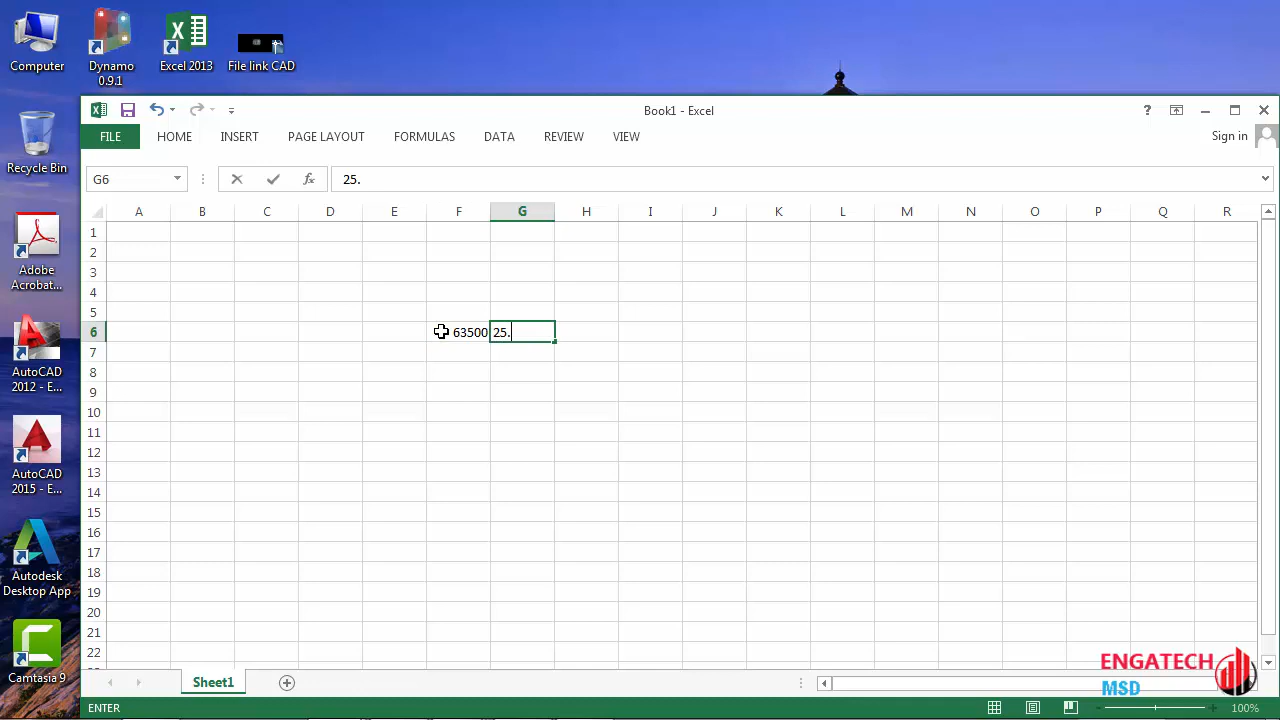 Computer
Dynamo
0.9.1
Excel 2013
File link CAD
Recycle Bin
Adobe
Acrobat...
AutoCAD
2012 - E...
AutoCAD
2015 - E...
Autodesk
Desktop App
Camtasia 9
Book1 - Excel
?
FILE HOME INSERT PAGE LAYOUT FORMULAS DATA REVIEW VIEW Sign in
G6 fx 25.
A B C D E F G H I J K L M N O P Q R
1
2
3
4
5
6 63500 25.
7
8
9
10
11
12
13
14
15
16
17
18
19
20
21
22
Sheet1
ENTER 100%
ENGATECH
MSD